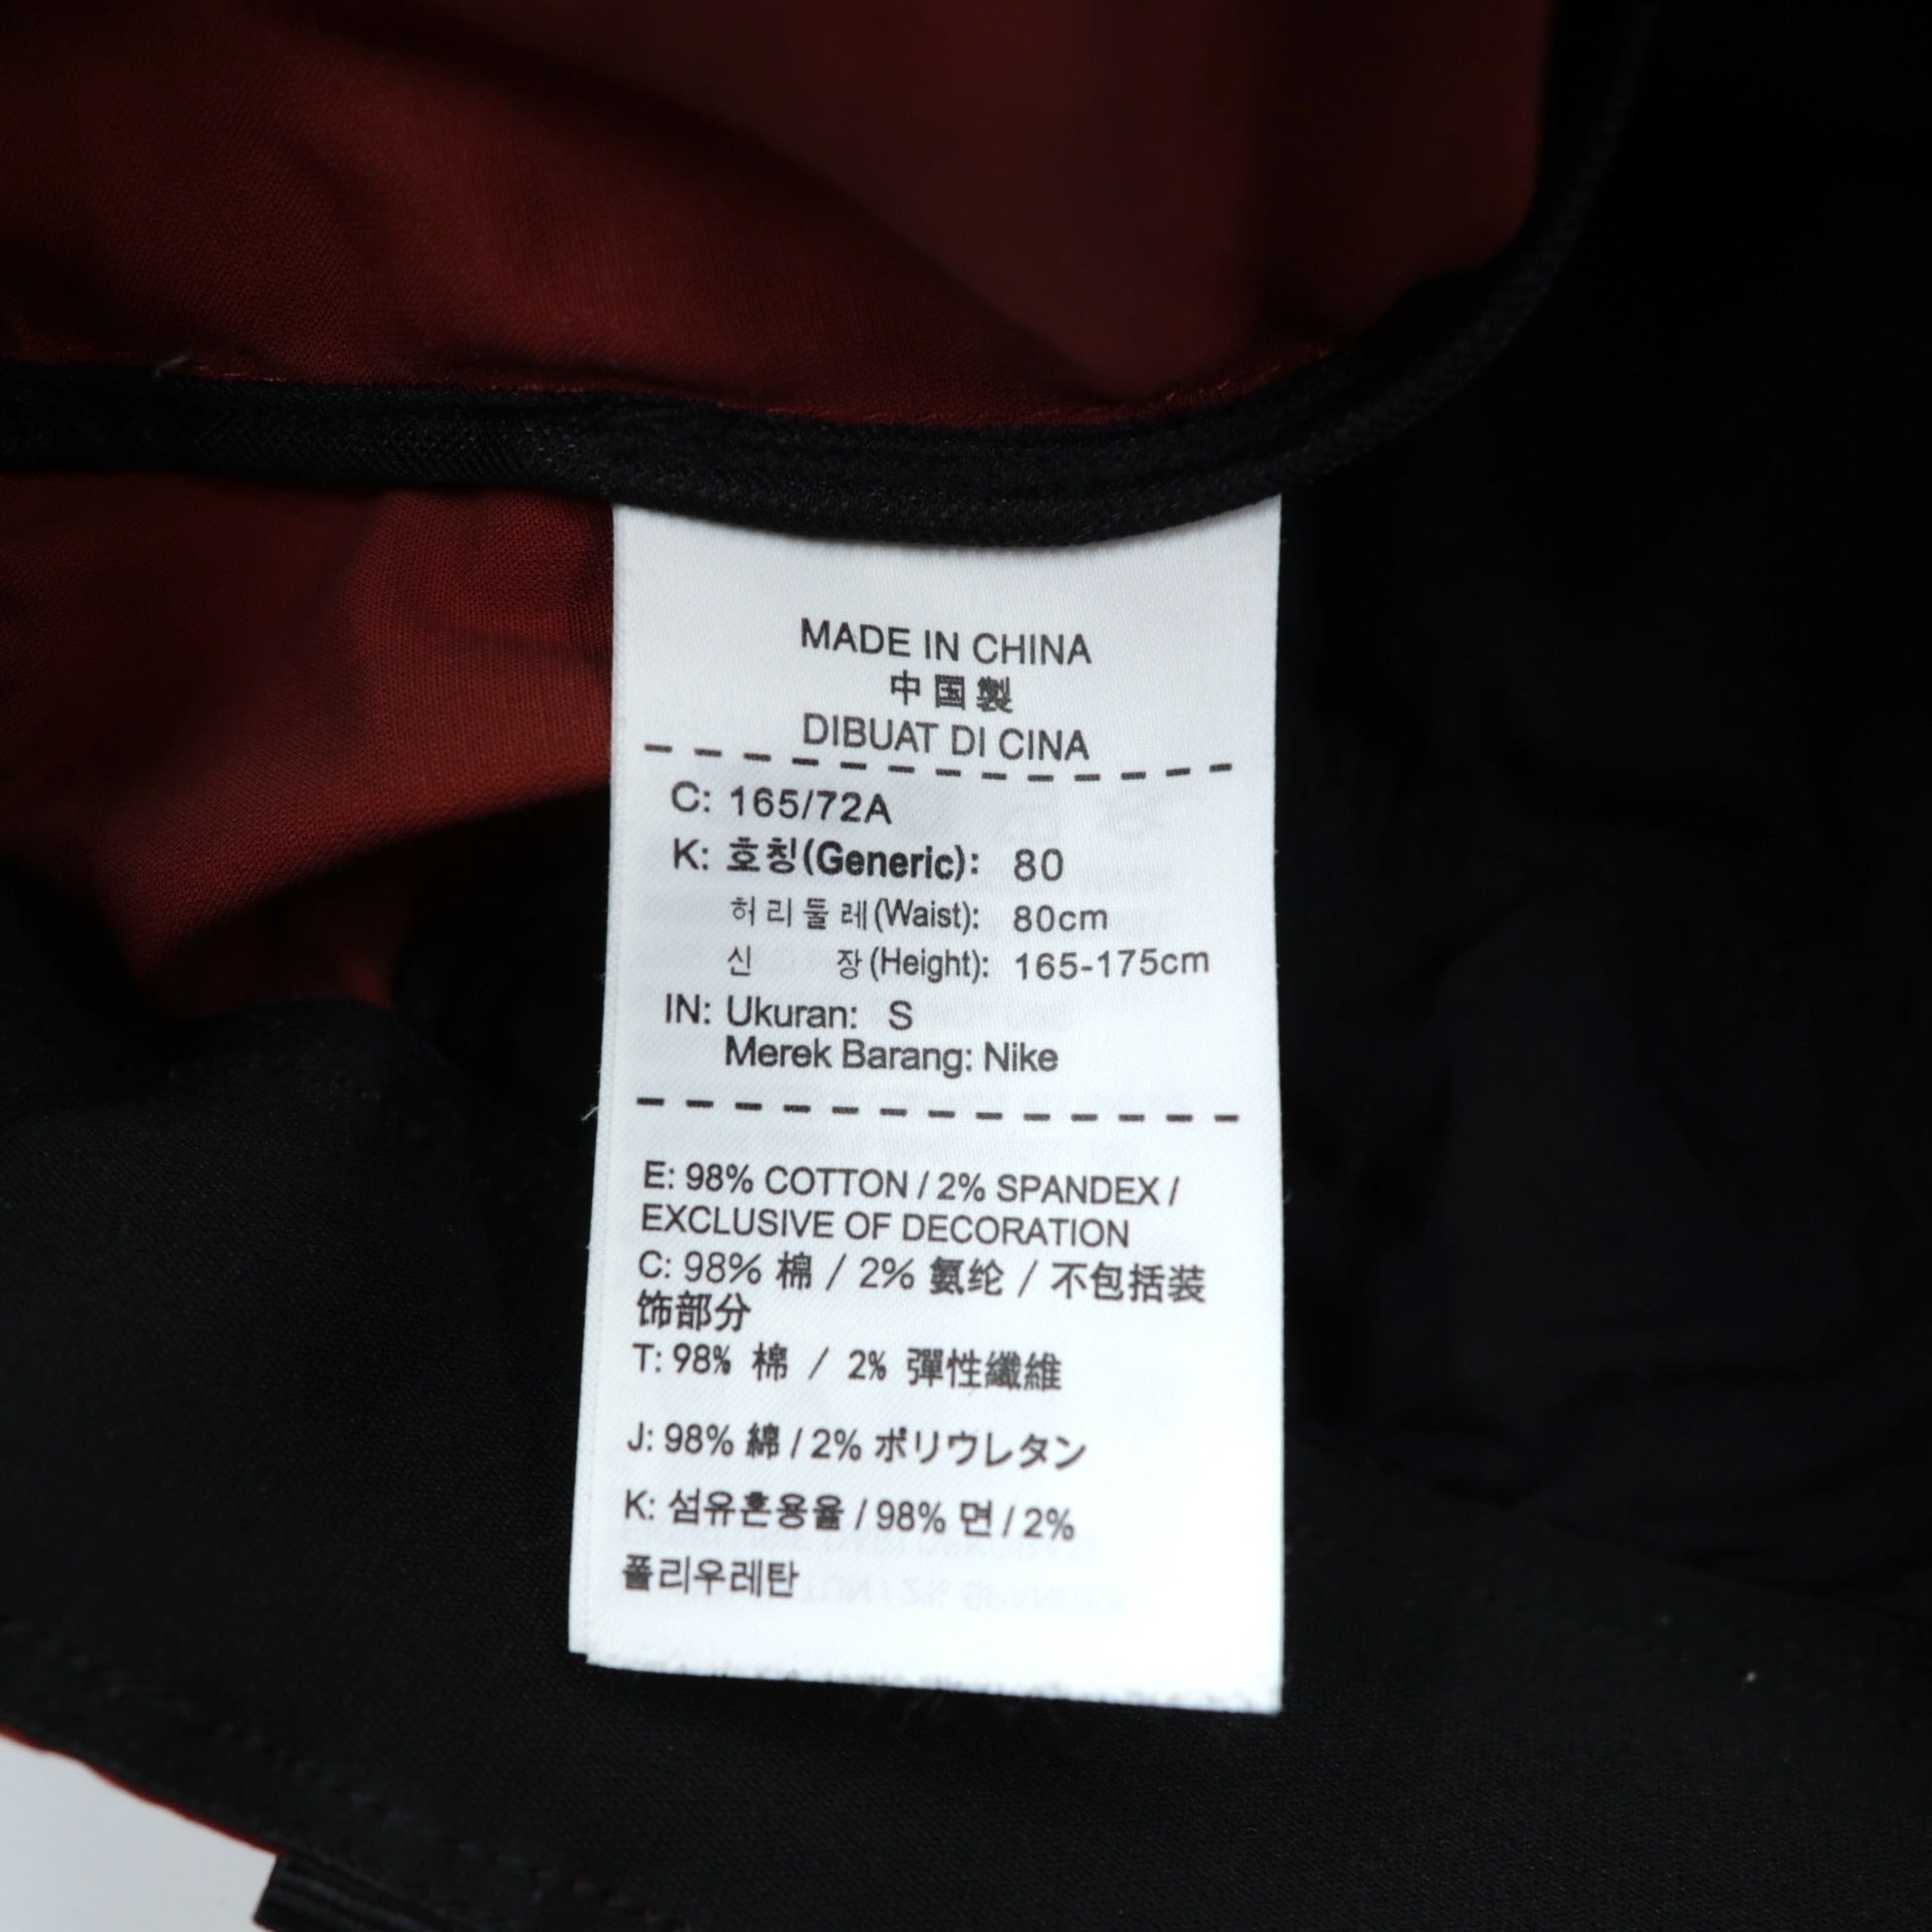 MADE IN CHINA
中国製
DIBUAT DI CINA
C: 165/72A
K: 호칭(Generic): 80
허리둘레(Waist): 80cm
신 장(Height): 165-175cm
IN: Ukuran: S
Merek Barang: Nike
E: 98% COTTON / 2% SPANDEX /
EXCLUSIVE OF DECORATION
C: 98% 棉 / 2% 氨纶 / 不包括装
饰部分
T: 98% 棉 / 2% 彈性纖維
J: 98% 綿 / 2% ポリウレタン
K: 섬유혼용율 / 98% 면 / 2%
폴리우레탄